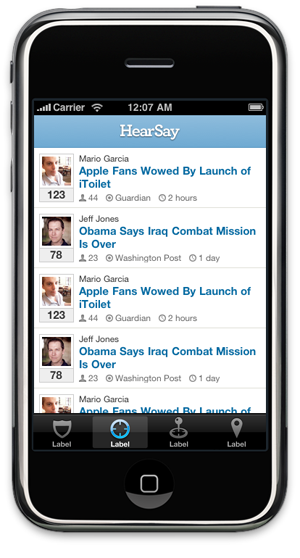 Carrier 12:07 AM
HearSay
Mario Garcia
Apple Fans Wowed By Launch of
iToilet
123
44 Guardian 2 hours
Jeff Jones
Obama Says Iraq Combat Mission
Is Over
78
23 Washington Post 1 day
Mario Garcia
Apple Fans Wowed By Launch of
iToilet
123
44 Guardian 2 hours
Jeff Jones
Obama Says Iraq Combat Mission
Is Over
78
23 Washington Post 1 day
Mario Garcia
Apple Fans Wowed By Launch of
Label Label Label Label